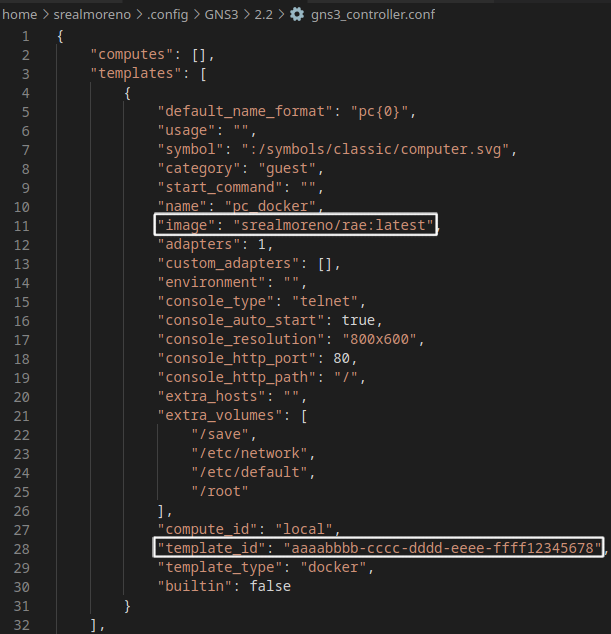 home > srealmoreno > .config > GNS3 > 2.2 > gns3_controller.conf
1 {
2 "computes": [],
3 "templates": [
4 {
5 "default_name_format": "pc{0}",
6 "usage": "",
7 "symbol": ":/symbols/classic/computer.svg",
8 "category": "guest",
9 "start_command": "",
10 "name": "pc_docker",
11 "image": "srealmoreno/rae:latest",
12 "adapters": 1,
13 "custom_adapters": [],
14 "environment": "",
15 "console_type": "telnet",
16 "console_auto_start": true,
17 "console_resolution": "800x600",
18 "console_http_port": 80,
19 "console_http_path": "/",
20 "extra_hosts": "",
21 "extra_volumes": [
22 "/save",
23 "/etc/network",
24 "/etc/default",
25 "/root"
26 ],
27 "compute_id": "local",
28 "template_id": "aaaabbbb-cccc-dddd-eeee-ffff12345678",
29 "template_type": "docker",
30 "builtin": false
31 }
32 ],